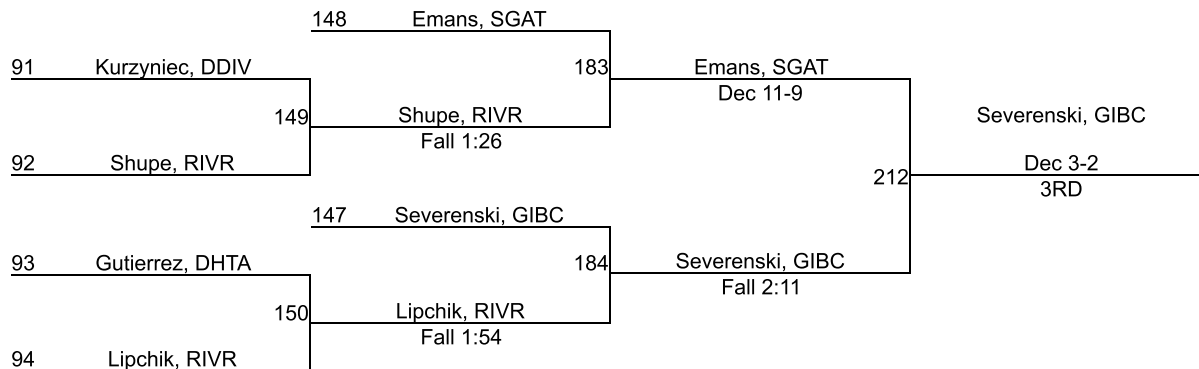 148 Emans, SGAT
91 Kurzyniec, DDIV
183 Emans, SGAT
Dec 11-9
149 Shupe, RIVR
Fall 1:26
Severenski, GIBC
92 Shupe, RIVR
212 Dec 3-2
3RD
147 Severenski, GIBC
93 Gutierrez, DHTA
184 Severenski, GIBC
Fall 2:11
150 Lipchik, RIVR
Fall 1:54
94 Lipchik, RIVR